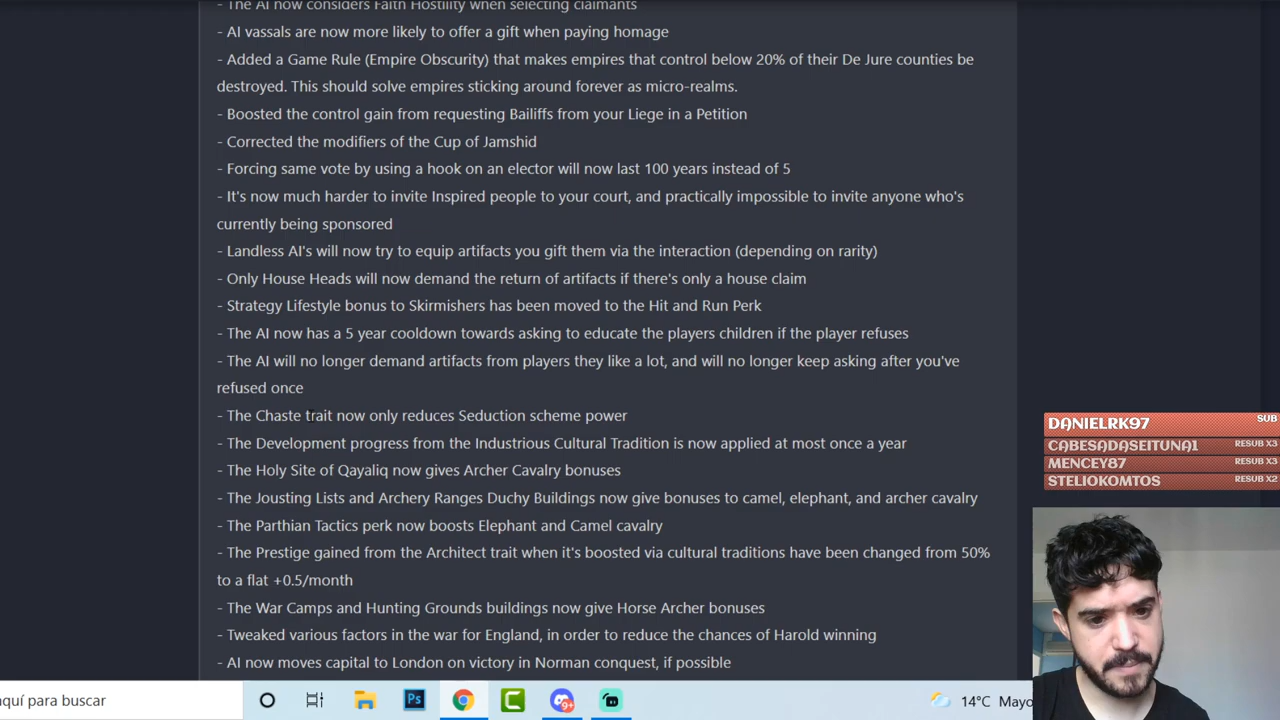 - The AI now considers Faith Hostility when selecting claimants
- AI vassals are now more likely to offer a gift when paying homage
- Added a Game Rule (Empire Obscurity) that makes empires that control below 20% of their De Jure counties be
destroyed. This should solve empires sticking around forever as micro-realms.
- Boosted the control gain from requesting Bailiffs from your Liege in a Petition
- Corrected the modifiers of the Cup of Jamshid
- Forcing same vote by using a hook on an elector will now last 100 years instead of 5
- It's now much harder to invite Inspired people to your court, and practically impossible to invite anyone who's
currently being sponsored
- Landless AI's will now try to equip artifacts you gift them via the interaction (depending on rarity)
- Only House Heads will now demand the return of artifacts if there's only a house claim
- Strategy Lifestyle bonus to Skirmishers has been moved to the Hit and Run Perk
- The AI now has a 5 year cooldown towards asking to educate the players children if the player refuses
- The AI will no longer demand artifacts from players they like a lot, and will no longer keep asking after you've
refused once
- The Chaste trait now only reduces Seduction scheme power
- The Development progress from the Industrious Cultural Tradition is now applied at most once a year
- The Holy Site of Qayaliq now gives Archer Cavalry bonuses
- The Jousting Lists and Archery Ranges Duchy Buildings now give bonuses to camel, elephant, and archer cavalry
- The Parthian Tactics perk now boosts Elephant and Camel cavalry
- The Prestige gained from the Architect trait when it's boosted via cultural traditions have been changed from 50%
to a flat +0.5/month
- The War Camps and Hunting Grounds buildings now give Horse Archer bonuses
- Tweaked various factors in the war for England, in order to reduce the chances of Harold winning
- AI now moves capital to London on victory in Norman conquest, if possible
DANIELRK97 SUB
CABESADASEITUNA1 RESUB X3
MENCEY87 RESUB X3
STELIOKOMTOS RESUB X2
aquí para buscar
Ps
9+
14°C Mayo